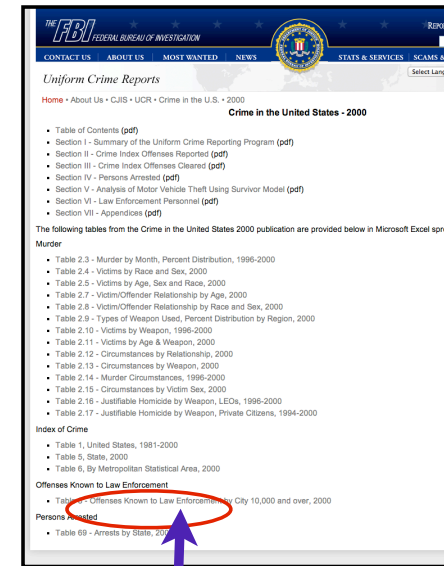 THE FBI FEDERAL BUREAU OF INVESTIGATION
REPO
CONTACT US ABOUT US MOST WANTED NEWS STATS & SERVICES SCAMS &
Select Lang
Uniform Crime Reports
Home • About Us • CJIS • UCR • Crime in the U.S. • 2000
Crime in the United States - 2000
Table of Contents (pdf)
Section I - Summary of the Uniform Crime Reporting Program (pdf)
Section II - Crime Index Offenses Reported (pdf)
Section III - Crime Index Offenses Cleared (pdf)
Section IV - Persons Arrested (pdf)
Section V - Analysis of Motor Vehicle Theft Using Survivor Model (pdf)
Section VI - Law Enforcement Personnel (pdf)
Section VII - Appendices (pdf)
The following tables from the Crime in the United States 2000 publication are provided below in Microsoft Excel spre
Murder
Table 2.3 - Murder by Month, Percent Distribution, 1996-2000
Table 2.4 - Victims by Race and Sex, 2000
Table 2.5 - Victims by Age, Sex and Race, 2000
Table 2.7 - Victim/Offender Relationship by Age, 2000
Table 2.8 - Victim/Offender Relationship by Race and Sex, 2000
Table 2.9 - Types of Weapon Used, Percent Distribution by Region, 2000
Table 2.10 - Victims by Weapon, 1996-2000
Table 2.11 - Victims by Age & Weapon, 2000
Table 2.12 - Circumstances by Relationship, 2000
Table 2.13 - Circumstances by Weapon, 2000
Table 2.14 - Murder Circumstances, 1996-2000
Table 2.15 - Circumstances by Victim Sex, 2000
Table 2.16 - Justifiable Homicide by Weapon, LEOs, 1996-2000
Table 2.17 - Justifiable Homicide by Weapon, Private Citizens, 1994-2000
Index of Crime
Table 1, United States, 1981-2000
Table 5, State, 2000
Table 6, By Metropolitan Statistical Area, 2000
Offenses Known to Law Enforcement
Table - Offenses Known to Law Enforcement by City 10,000 and over, 2000
Persons Arrested
Table 69 - Arrests by State, 200